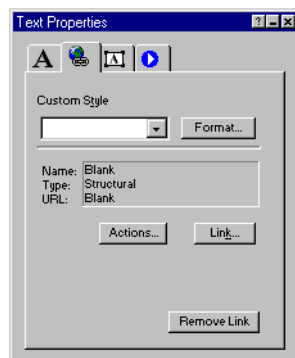 Text Properties
A
A
Custom Style
Format...
Name: Blank
Type: Structural
URL: Blank
Actions...
Link...
Remove Link